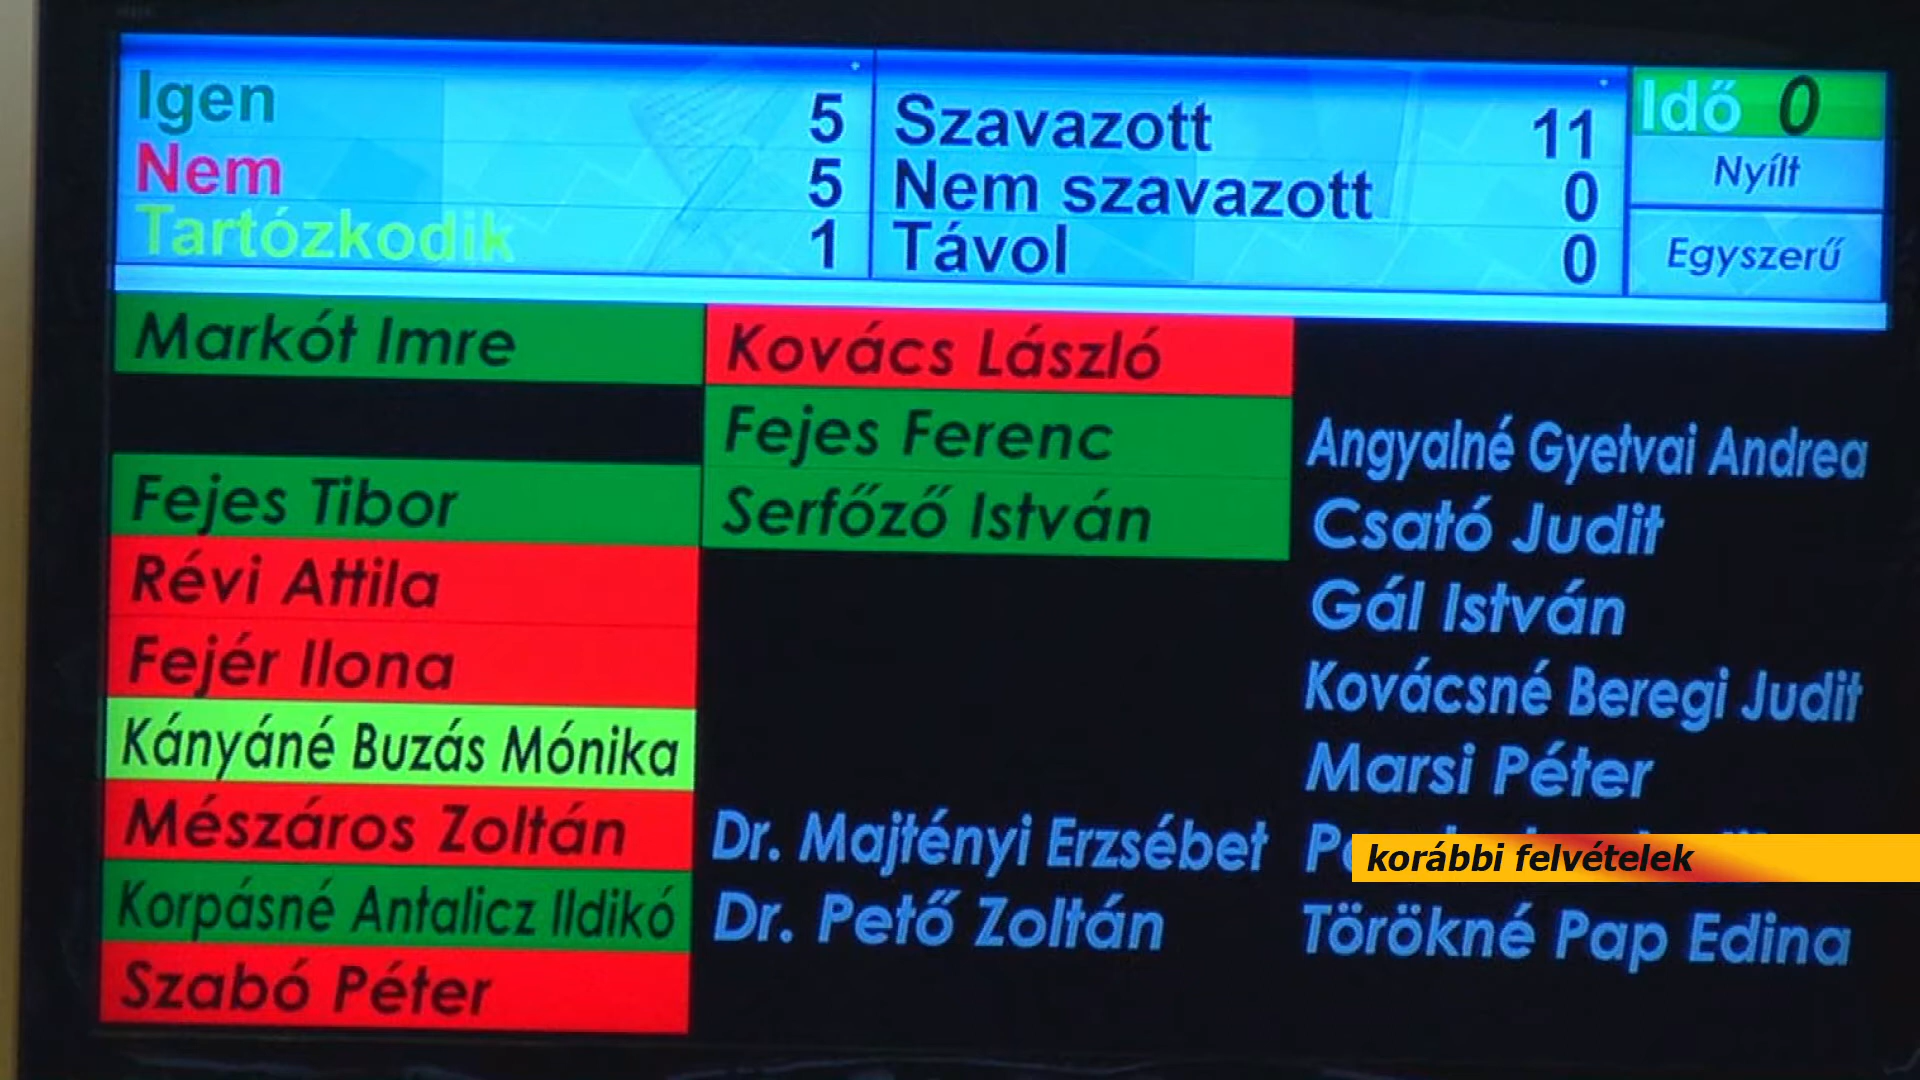 Igen 5
Nem 5
Tartózkodik 1
Szavazott 11
Nem szavazott 0
Távol 0
Idő 0
Nyílt
Egyszerű
Markót Imre
Fejes Tibor
Révi Attila
Fejér Ilona
Kányáné Buzás Mónika
Mészáros Zoltán
Korpásné Antalicz Ildikó
Szabó Péter
Kovács László
Fejes Ferenc
Serfőző István
Dr. Majtényi Erzsébet
Dr. Pető Zoltán
Angyalné Gyetvai Andrea
Csató Judit
Gál István
Kovácsné Beregi Judit
Marsi Péter
korábbi felvételek
Törökné Pap Edina